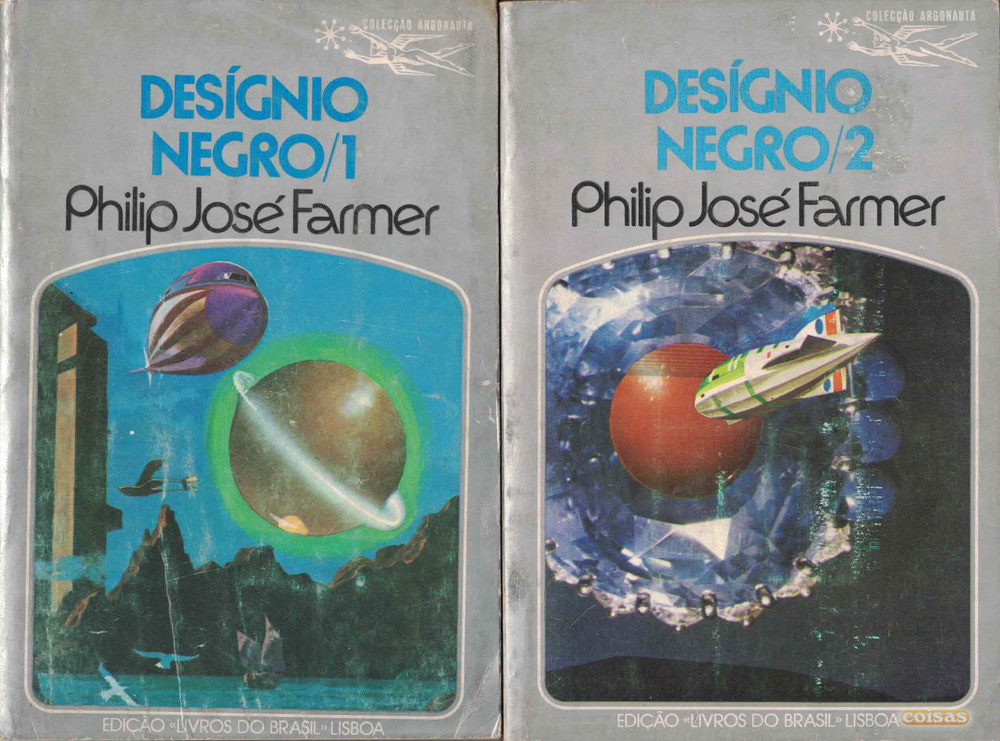 COLECÇÃO ARGONAUTA
DESÍGNIO
NEGRO/1
Philip José Farmer
EDIÇÃO «LIVROS DO BRASIL» LISBOA
COLECÇÃO ARGONAUTA
DESÍGNIO
NEGRO/2
Philip José Farmer
EDIÇÃO «LIVROS DO BRASIL» LISBOA
coisas